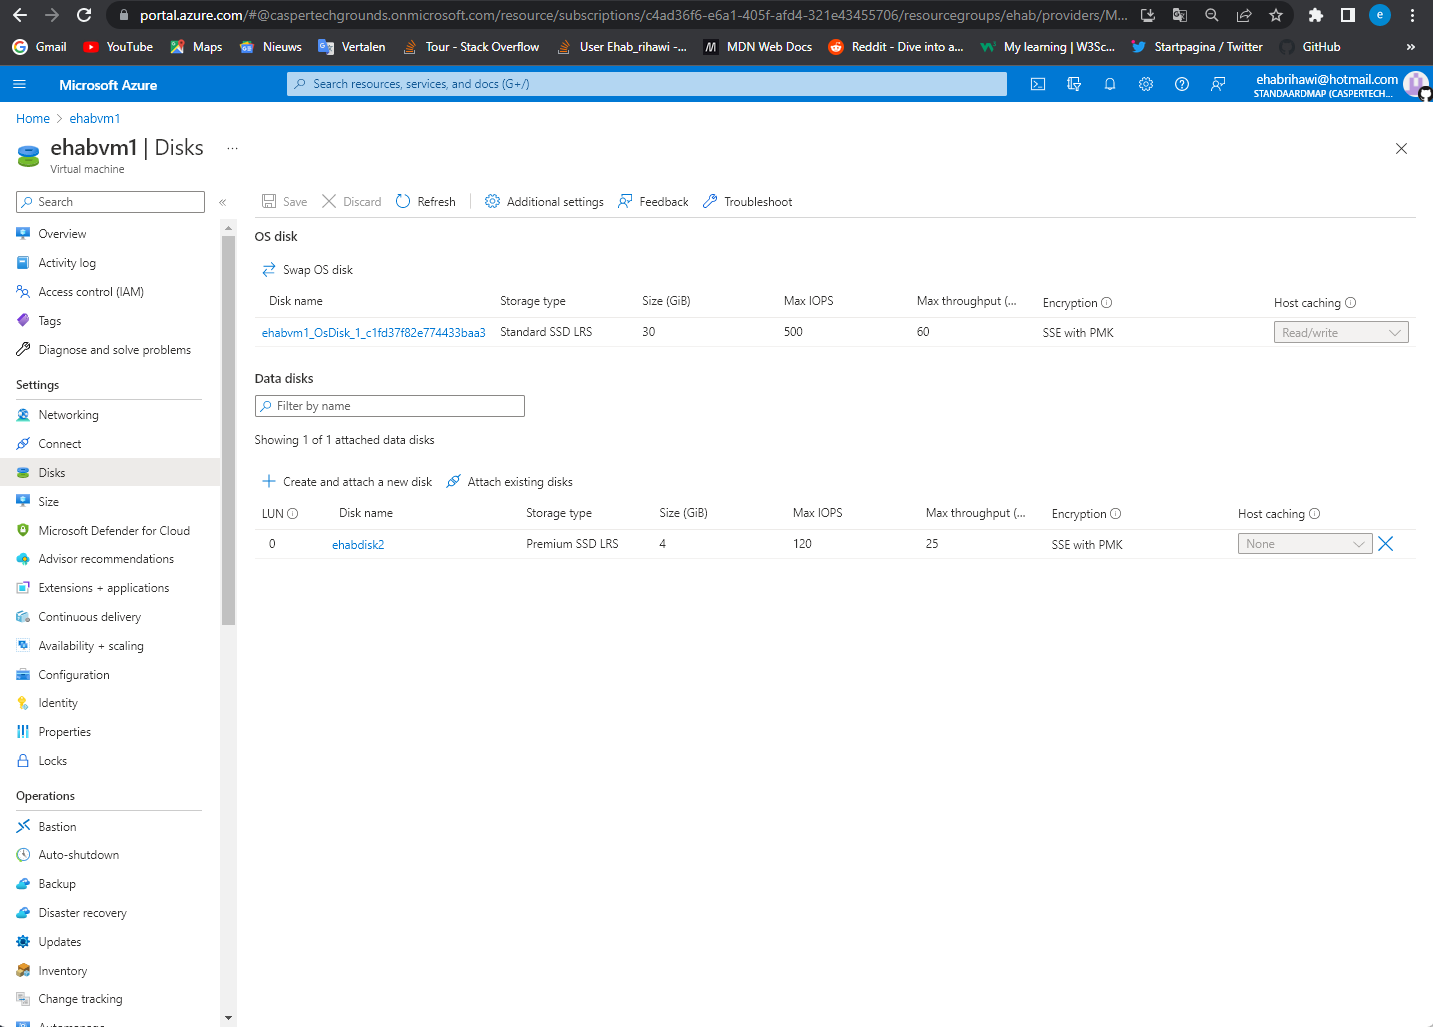 portal.azure.com/#@caspertechgrounds.onmicrosoft.com/resource/subscriptions/c4ad36f6-e6a1-405f-afd4-321e43455706/resourcegroups/ehab/providers/M...
e
Gmail YouTube Maps Nieuws Vertalen Tour - Stack Overflow User Ehab_rihawi -... MDN Web Docs Reddit - Dive into a... My learning | W3Sc... Startpagina / Twitter GitHub »
Microsoft Azure
Search resources, services, and docs (G+/)
ehabrihawi@hotmail.com
STANDAARDMAP (CASPERTECH...
Home > ehabvm1
ehabvm1 | Disks ...
Virtual machine
Search «
Overview
Activity log
Access control (IAM)
Tags
Diagnose and solve problems
Settings
Networking
Connect
Disks
Size
Microsoft Defender for Cloud
Advisor recommendations
Extensions + applications
Continuous delivery
Availability + scaling
Configuration
Identity
Properties
Locks
Operations
Bastion
Auto-shutdown
Backup
Disaster recovery
Updates
Inventory
Change tracking
Automanage
Save Discard Refresh Additional settings Feedback Troubleshoot
OS disk
Swap OS disk
Disk name Storage type Size (GiB) Max IOPS Max throughput (... Encryption Host caching
ehabvm1_OsDisk_1_c1fd37f82e774433baa3 Standard SSD LRS 30 500 60 SSE with PMK Read/write
Data disks
Filter by name
Showing 1 of 1 attached data disks
Create and attach a new disk Attach existing disks
LUN Disk name Storage type Size (GiB) Max IOPS Max throughput (... Encryption Host caching
0 ehabdisk2 Premium SSD LRS 4 120 25 SSE with PMK None